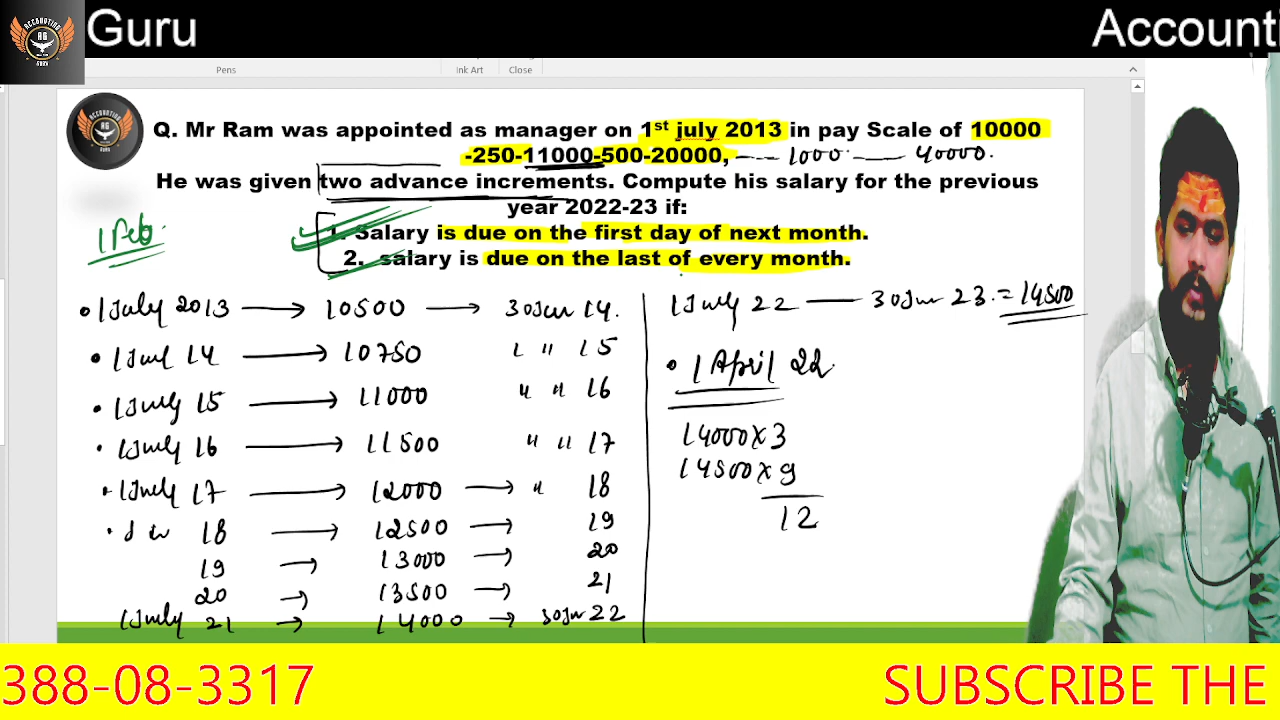 Guru
Accounti
Pens
Ink Art
Close
ACCOUNTING
AG
GURU
Q. Mr Ram was appointed as manager on 1st july 2013 in pay Scale of 10000
-250-11000-500-20000, --- 1000 — 40000.
He was given two advance increments. Compute his salary for the previous
year 2022-23 if:
1. Salary is due on the first day of next month.
2. salary is due on the last of every month.
1 Feb
1 July 2013 → 10500 → 30 Jun 14.
1 July 14 → 10750 1 " 15
1 July 15 → 11000 " " 16
1 July 16 → 11500 " " 17
1 July 17 → 12000 → " 18
18 → 12500 → 19
19 → 13000 → 20
20 → 13500 → 21
1 July 21 → 14000 → 30 Jun 22
1 July 22 — 30 Jun 23. = 14500
1 April 22.
14000 x 3
14500 x 9
12
388-08-3317
SUBSCRIBE THE